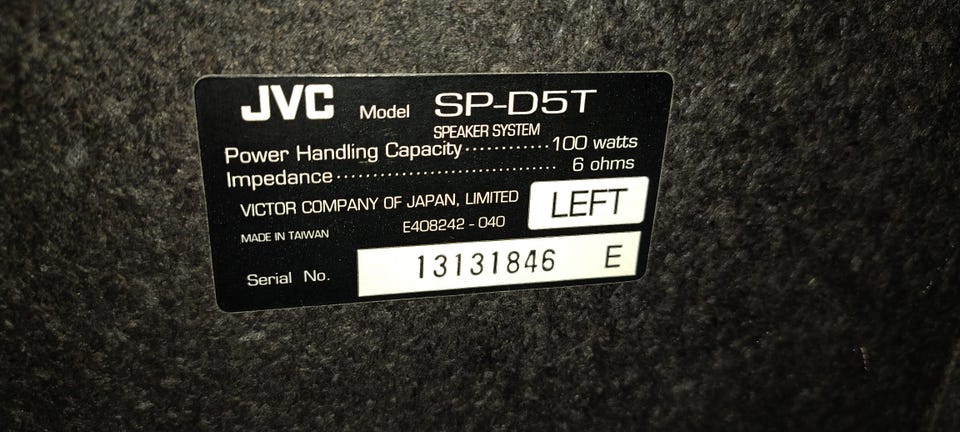 JVC Model SP-D5T
SPEAKER SYSTEM
Power Handling Capacity············100 watts
Impedance································ 6 ohms
VICTOR COMPANY OF JAPAN, LIMITED LEFT
MADE IN TAIWAN E408242-040
Serial No. 13131846 E